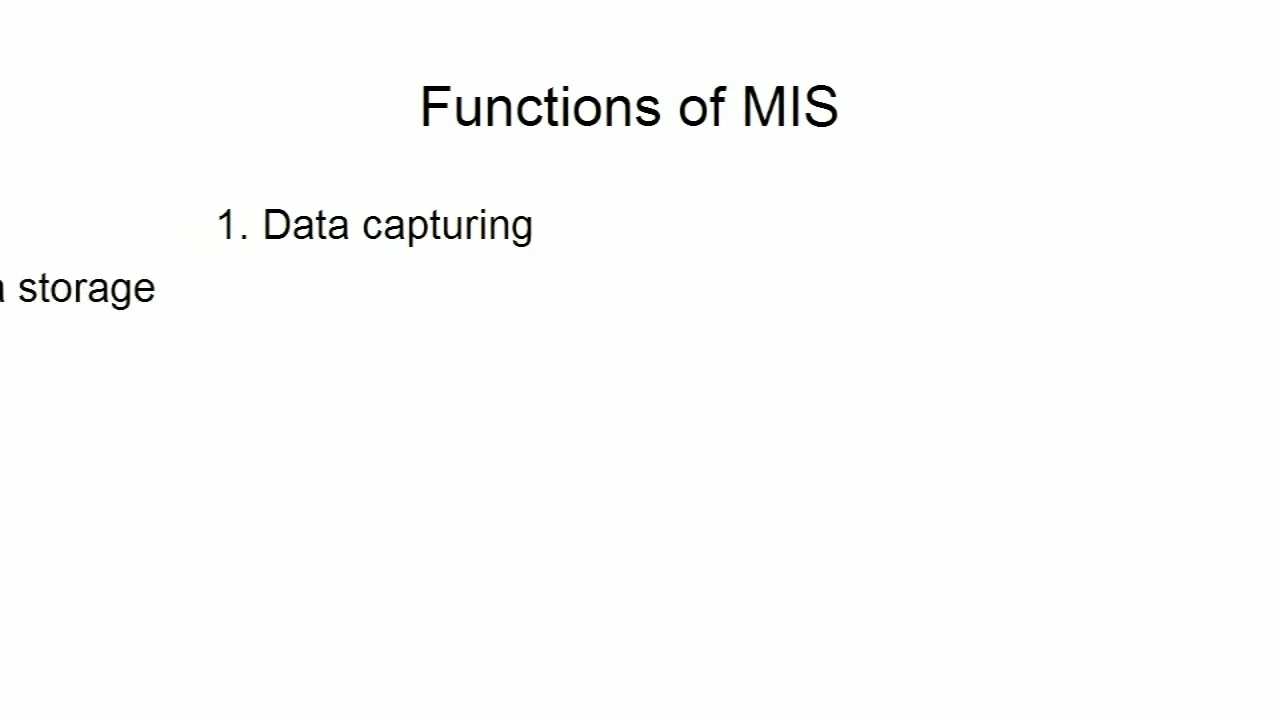 Functions of MIS
1. Data capturing
a storage